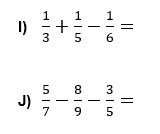 I) 1/3 + 1/5 − 1/6 =
J) 5/7 − 8/9 − 3/5 =